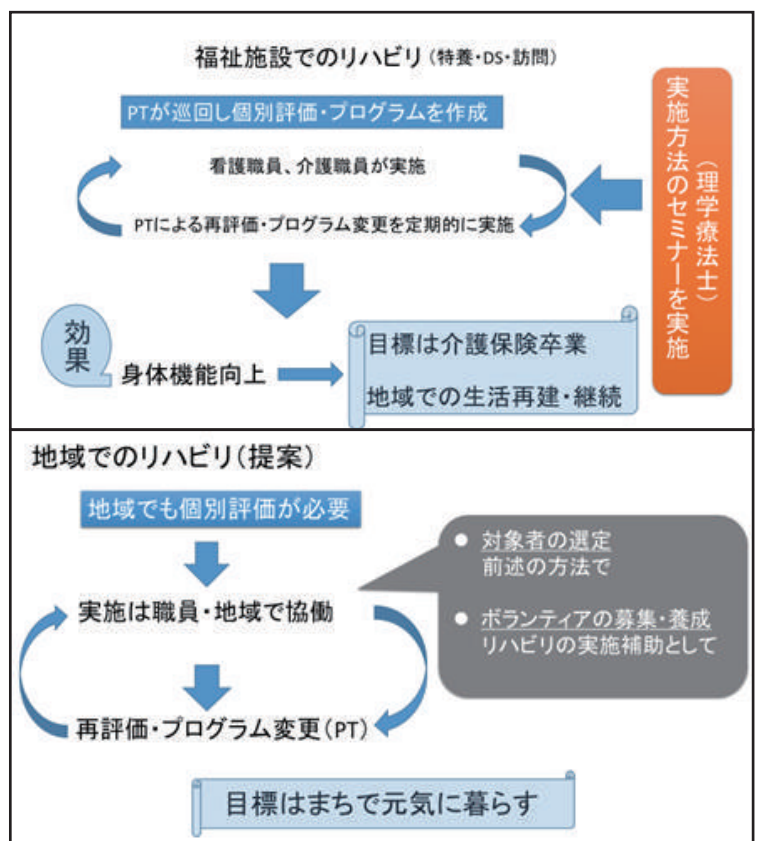 福祉施設でのリハビリ(特養・DS・訪問)
PTが巡回し個別評価・プログラムを作成
看護職員、介護職員が実施
PTによる再評価・プログラム変更を定期的に実施
(理学療法士)
実施方法のセミナーを実施
効果
身体機能向上
目標は介護保険卒業
地域での生活再建・継続
地域でのリハビリ(提案)
地域でも個別評価が必要
実施は職員・地域で協働
再評価・プログラム変更(PT)
● 対象者の選定
前述の方法で
● ボランティアの募集・養成
リハビリの実施補助として
目標はまちで元気に暮らす